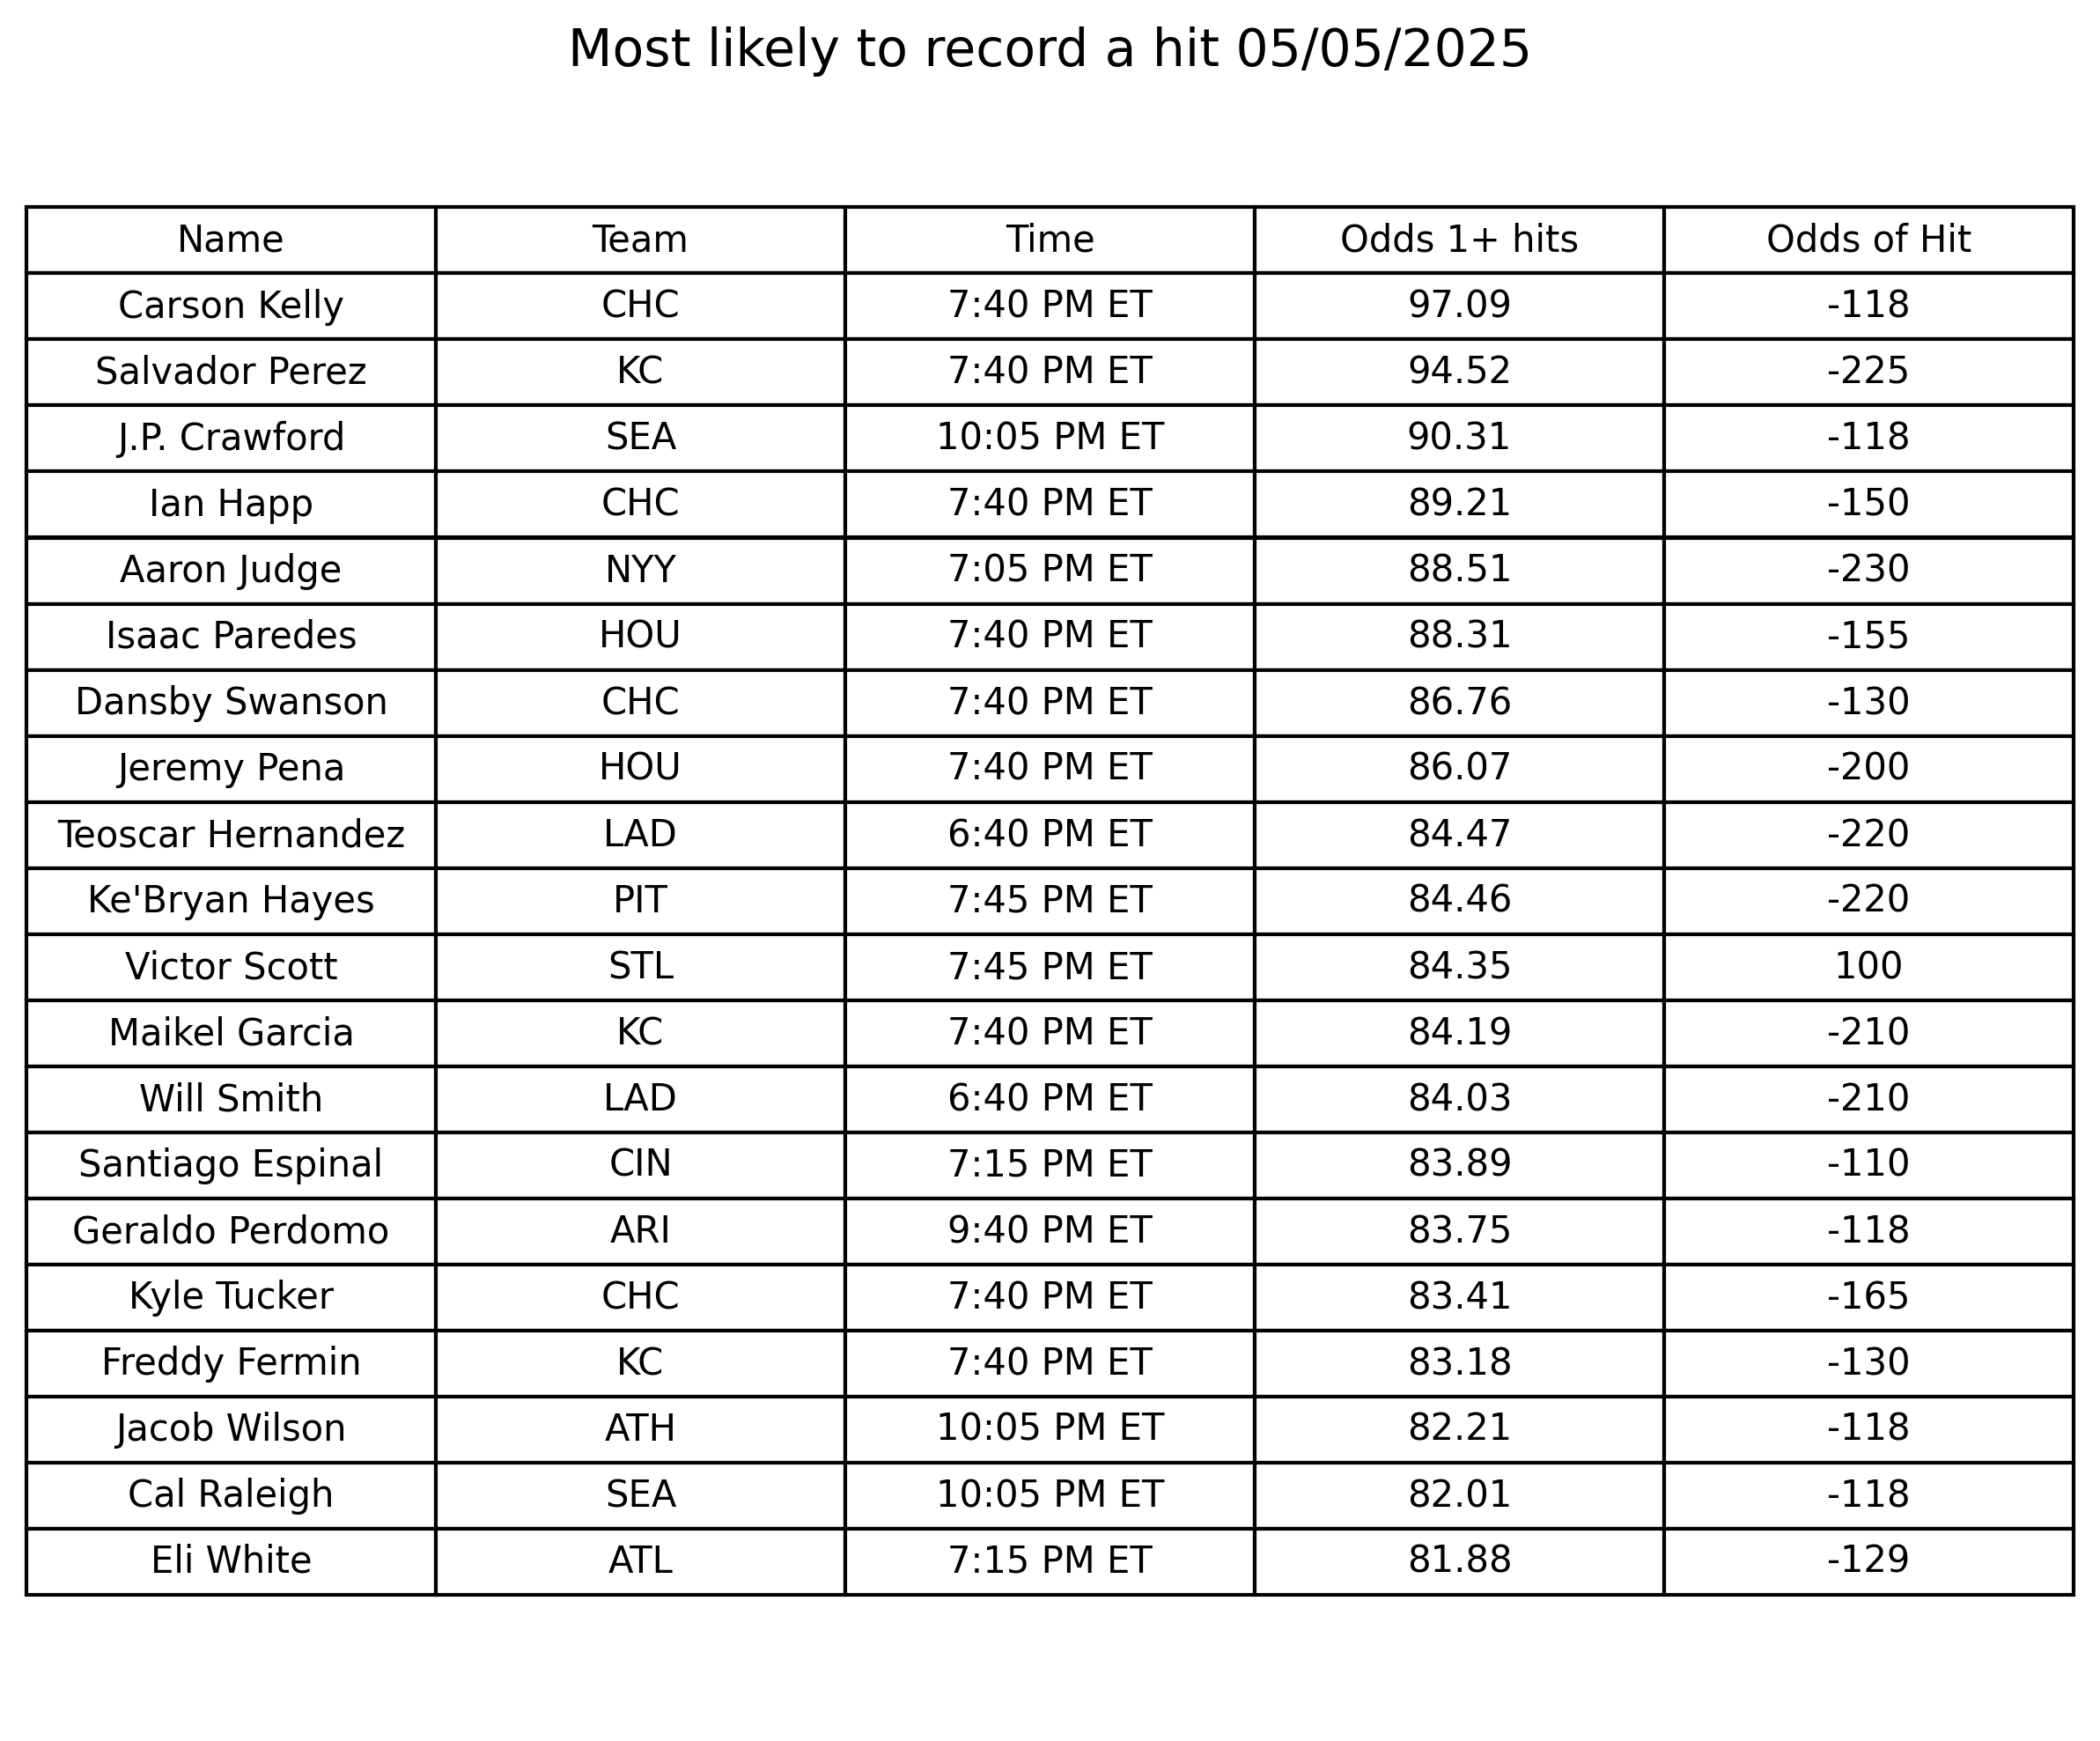 Most likely to record a hit 05/05/2025
Name Team Time Odds 1+ hits Odds of Hit
Carson Kelly CHC 7:40 PM ET 97.09 -118
Salvador Perez KC 7:40 PM ET 94.52 -225
J.P. Crawford SEA 10:05 PM ET 90.31 -118
Ian Happ CHC 7:40 PM ET 89.21 -150
Aaron Judge NYY 7:05 PM ET 88.51 -230
Isaac Paredes HOU 7:40 PM ET 88.31 -155
Dansby Swanson CHC 7:40 PM ET 86.76 -130
Jeremy Pena HOU 7:40 PM ET 86.07 -200
Teoscar Hernandez LAD 6:40 PM ET 84.47 -220
Ke'Bryan Hayes PIT 7:45 PM ET 84.46 -220
Victor Scott STL 7:45 PM ET 84.35 100
Maikel Garcia KC 7:40 PM ET 84.19 -210
Will Smith LAD 6:40 PM ET 84.03 -210
Santiago Espinal CIN 7:15 PM ET 83.89 -110
Geraldo Perdomo ARI 9:40 PM ET 83.75 -118
Kyle Tucker CHC 7:40 PM ET 83.41 -165
Freddy Fermin KC 7:40 PM ET 83.18 -130
Jacob Wilson ATH 10:05 PM ET 82.21 -118
Cal Raleigh SEA 10:05 PM ET 82.01 -118
Eli White ATL 7:15 PM ET 81.88 -129